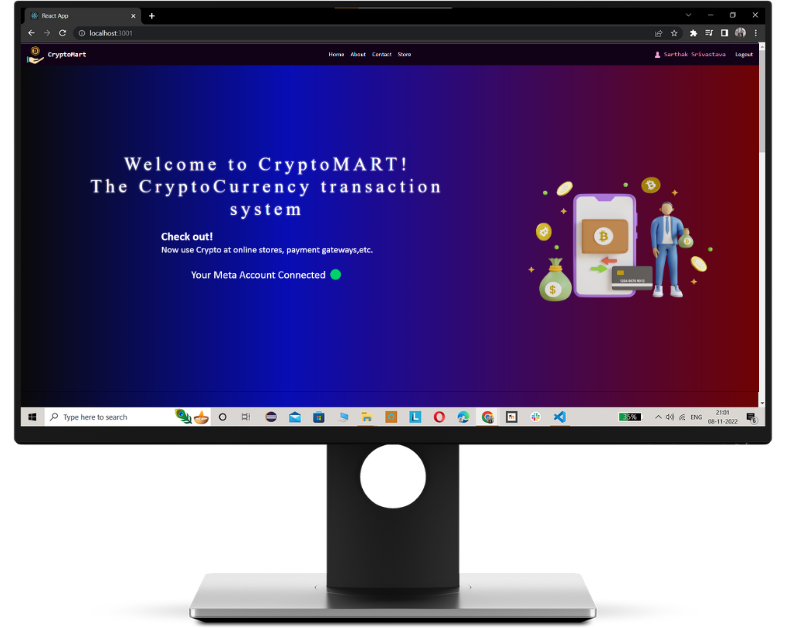 React App
localhost:3001
CryptoMart
Home About Contact Store
Sarthak Srivastava Logout
Welcome to CryptoMART!
The CryptoCurrency transaction
system
Check out!
Now use Crypto at online stores, payment gateways,etc.
Your Meta Account Connected
Type here to search
35%
ENG
21:01
08-11-2022